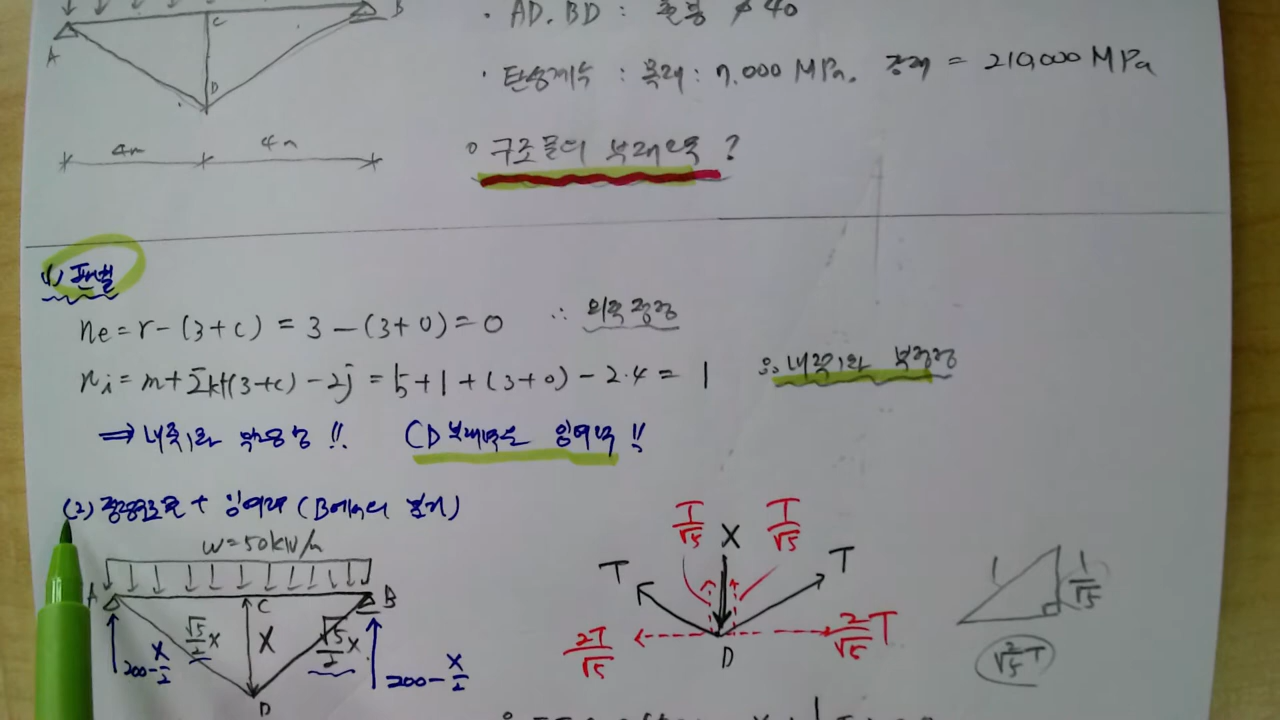 B
C
A
D
4m 4m
· AD. BD : ϕ40
· 탄성계수 : 목재 : 7.000 MPa. 강재 = 210,000 MPa
○ 구조물의 부재력 ?
(1) 판별
ne = r - (3+c) = 3 - (3+0) = 0 ∴ 외적정정
ni = m + Σk + (3+c) - 2j = 5 + 1 + (3+0) - 2·4 = 1 ∴ 내적 1차 부정정
⇒ 내적 1차 부정정 !! CD 부재력은 잉여력 !!
(2) 정정구조물 + 잉여력 (B에서의 분리)
w=50kN/m
A C B
√5/2 X X √5/2 X
200 - X/2 200 - X/2
D
T/√5 X T/√5
T T
2T/√5 2/√5 T
D
1 1/√5
2/√5 T